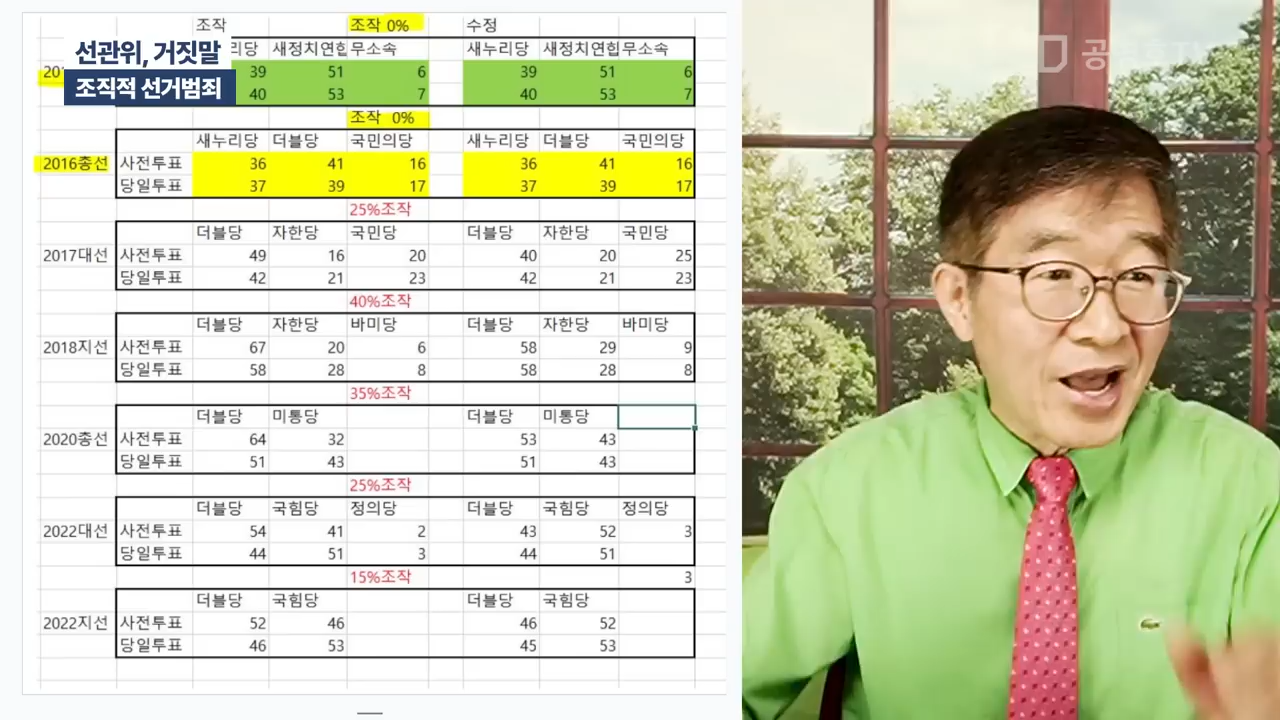 선관위, 거짓말
조직적 선거범죄
조작 조작 0% 수정
리당 새정치연합 무소속 새누리당 새정치연합 무소속
39 51 6 39 51 6
40 53 7 40 53 7
조작 0%
새누리당 더블당 국민의당 새누리당 더블당 국민의당
2016총선 사전투표 36 41 16 36 41 16
당일투표 37 39 17 37 39 17
25%조작
더블당 자한당 국민당 더블당 자한당 국민당
2017대선 사전투표 49 16 20 40 20 25
당일투표 42 21 23 42 21 23
40%조작
더블당 자한당 바미당 더블당 자한당 바미당
2018지선 사전투표 67 20 6 58 29 9
당일투표 58 28 8 58 28 8
35%조작
더블당 미통당 더블당 미통당
2020총선 사전투표 64 32 53 43
당일투표 51 43 51 43
25%조작
더블당 국힘당 정의당 더블당 국힘당 정의당
2022대선 사전투표 54 41 2 43 52 3
당일투표 44 51 3 44 51
15%조작 3
더블당 국힘당 더블당 국힘당
2022지선 사전투표 52 46 46 52
당일투표 46 53 45 53